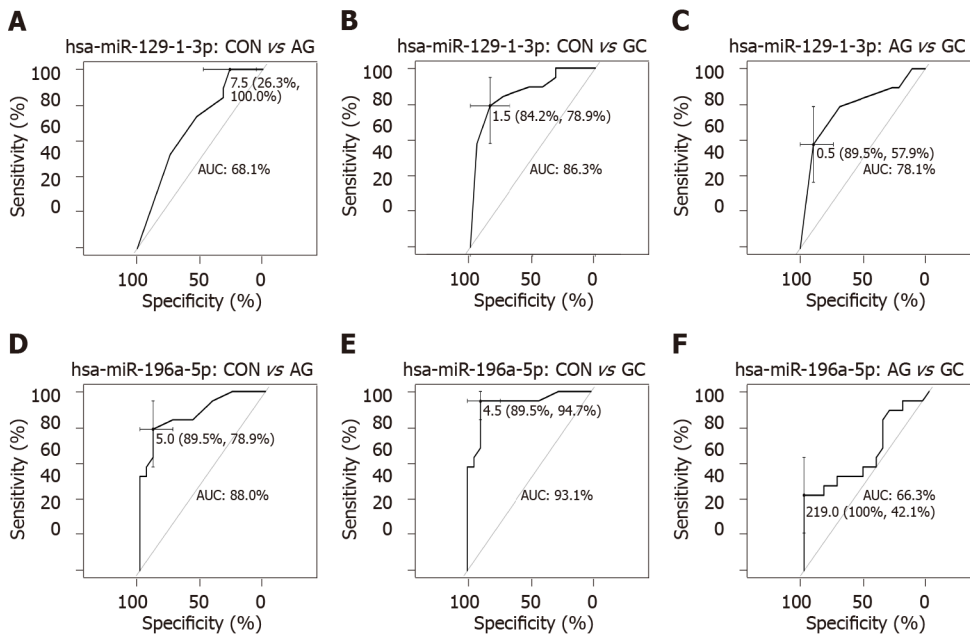 A
hsa-miR-129-1-3p: CON vs AG
Sensitivity (%)
100
80
60
40
20
0
7.5 (26.3%,
100.0%)
AUC: 68.1%
100 50 0
Specificity (%)
B
hsa-miR-129-1-3p: CON vs GC
Sensitivity (%)
100
80
60
40
20
0
1.5 (84.2%, 78.9%)
AUC: 86.3%
100 50 0
Specificity (%)
C
hsa-miR-129-1-3p: AG vs GC
Sensitivity (%)
100
80
60
40
20
0
0.5 (89.5%, 57.9%)
AUC: 78.1%
100 50 0
Specificity (%)
D
hsa-miR-196a-5p: CON vs AG
Sensitivity (%)
100
80
60
40
20
0
5.0 (89.5%, 78.9%)
AUC: 88.0%
100 50 0
Specificity (%)
E
hsa-miR-196a-5p: CON vs GC
Sensitivity (%)
100
80
60
40
20
0
4.5 (89.5%, 94.7%)
AUC: 93.1%
100 50 0
Specificity (%)
F
hsa-miR-196a-5p: AG vs GC
Sensitivity (%)
100
80
60
40
20
0
AUC: 66.3%
219.0 (100%, 42.1%)
100 50 0
Specificity (%)